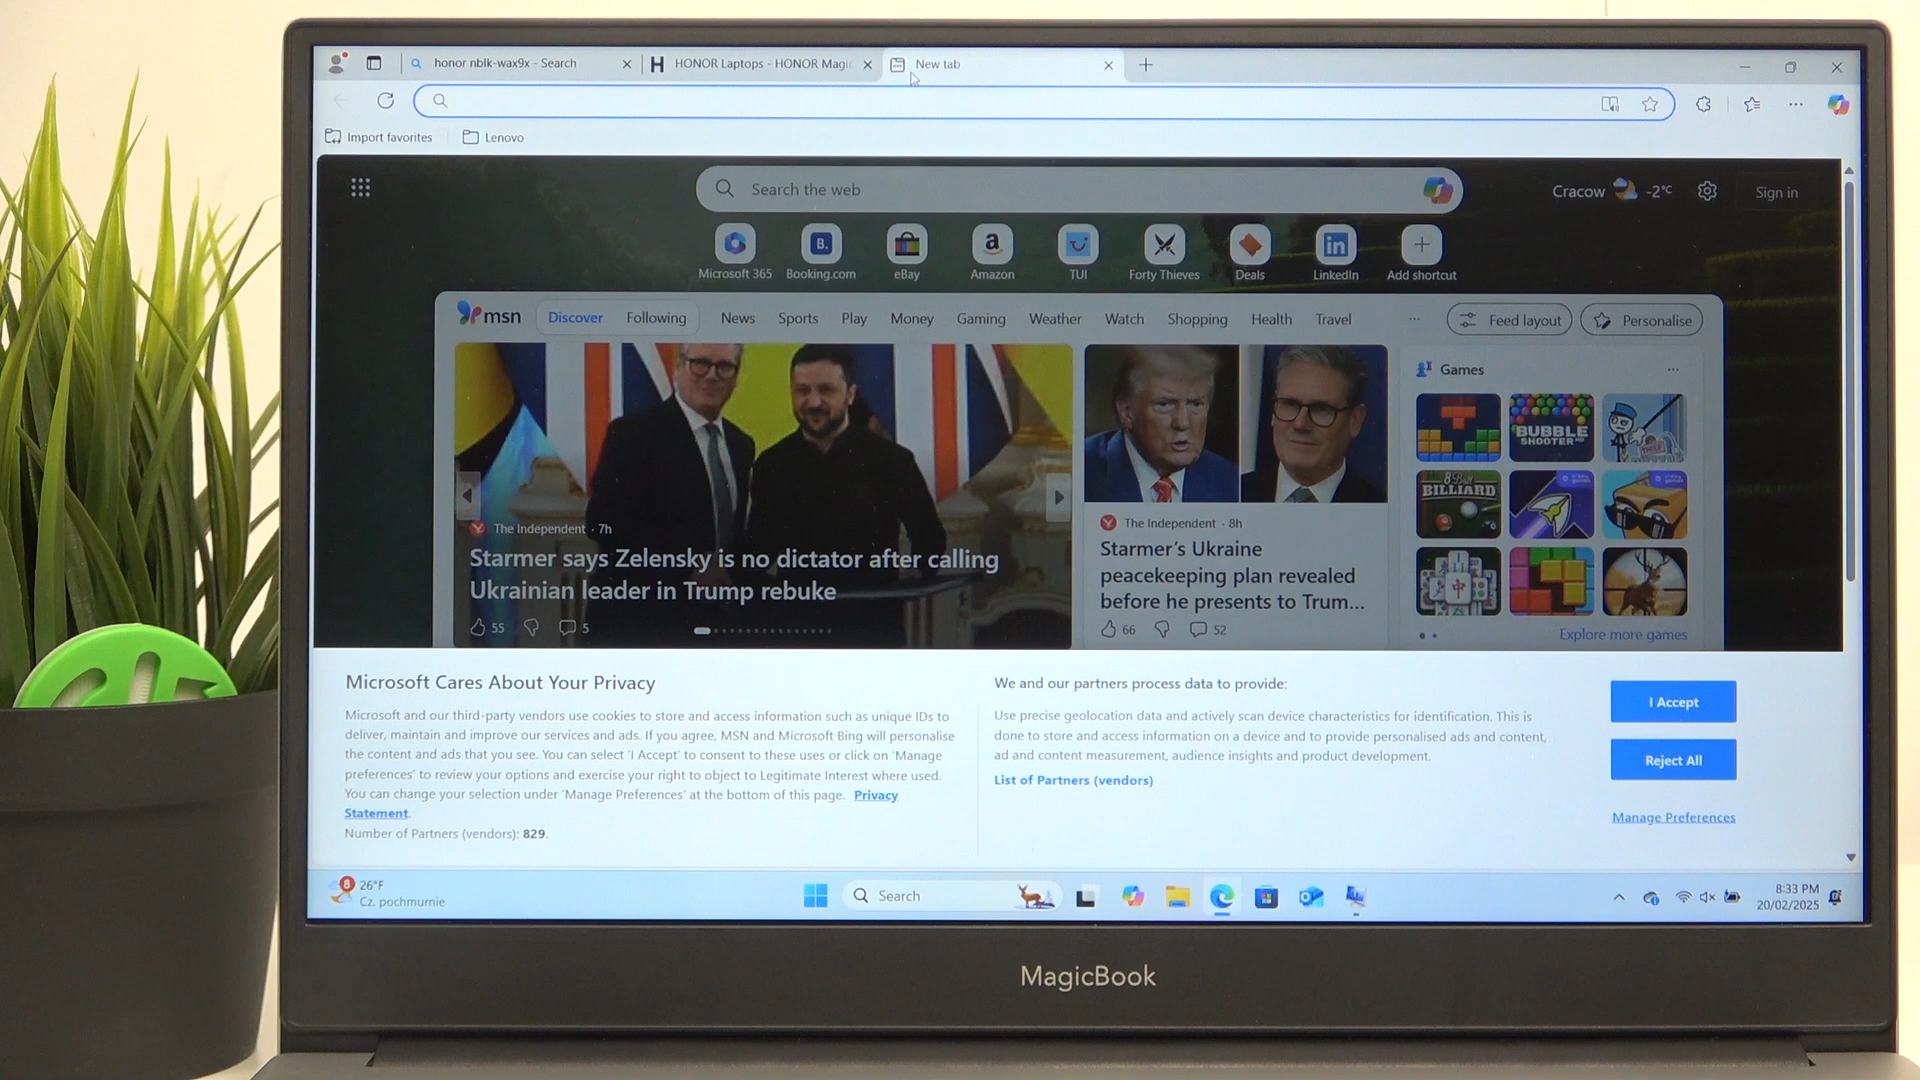 honor nblk-wax9x - Search
HONOR Laptops - HONOR Magi
New tab
Import favorites
Lenovo
Search the web
Cracow -2°C
Sign in
Microsoft 365
Booking.com
eBay
Amazon
TUI
Forty Thieves
Deals
LinkedIn
Add shortcut
msn
Discover
Following
News
Sports
Play
Money
Gaming
Weather
Watch
Shopping
Health
Travel
Feed layout
Personalise
The Independent · 7h
Starmer says Zelensky is no dictator after calling
Ukrainian leader in Trump rebuke
55
5
The Independent · 8h
Starmer's Ukraine
peacekeeping plan revealed
before he presents to Trum...
66
52
Games
BUBBLE
SHOOTER
8 Ball
BILLIARD
Explore more games
Microsoft Cares About Your Privacy
Microsoft and our third-party vendors use cookies to store and access information such as unique IDs to
deliver, maintain and improve our services and ads. If you agree, MSN and Microsoft Bing will personalise
the content and ads that you see. You can select 'I Accept' to consent to these uses or click on 'Manage
preferences' to review your options and exercise your right to object to Legitimate Interest where used.
You can change your selection under 'Manage Preferences' at the bottom of this page. Privacy
Statement.
Number of Partners (vendors): 829.
We and our partners process data to provide:
Use precise geolocation data and actively scan device characteristics for identification. This is
done to store and access information on a device and to provide personalised ads and content,
ad and content measurement, audience insights and product development.
List of Partners (vendors)
I Accept
Reject All
Manage Preferences
8
26°F
Cz. pochmurnie
Search
8:33 PM
20/02/2025
MagicBook